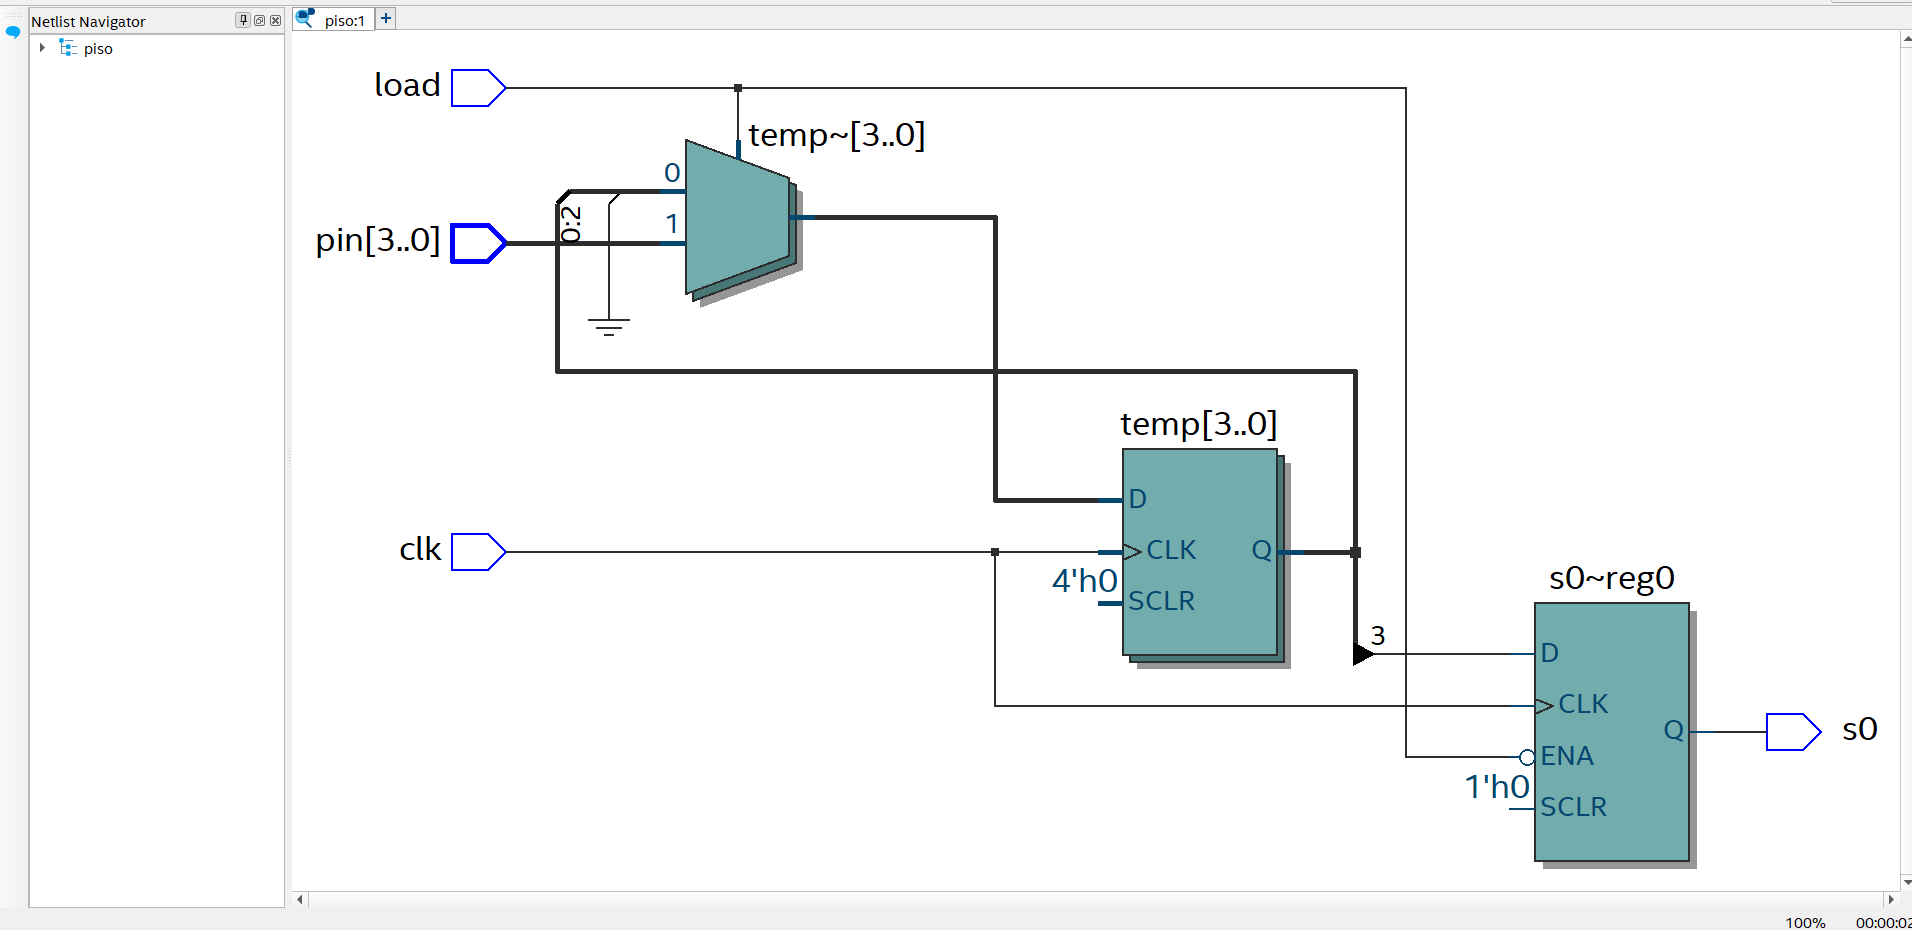 Netlist Navigator
piso
piso:1
load
temp~[3..0]
0
1
0:2
pin[3..0]
temp[3..0]
D
clk
CLK
Q
4'h0
SCLR
s0~reg0
3
D
CLK
Q
s0
ENA
1'h0
SCLR
100% 00:00:02